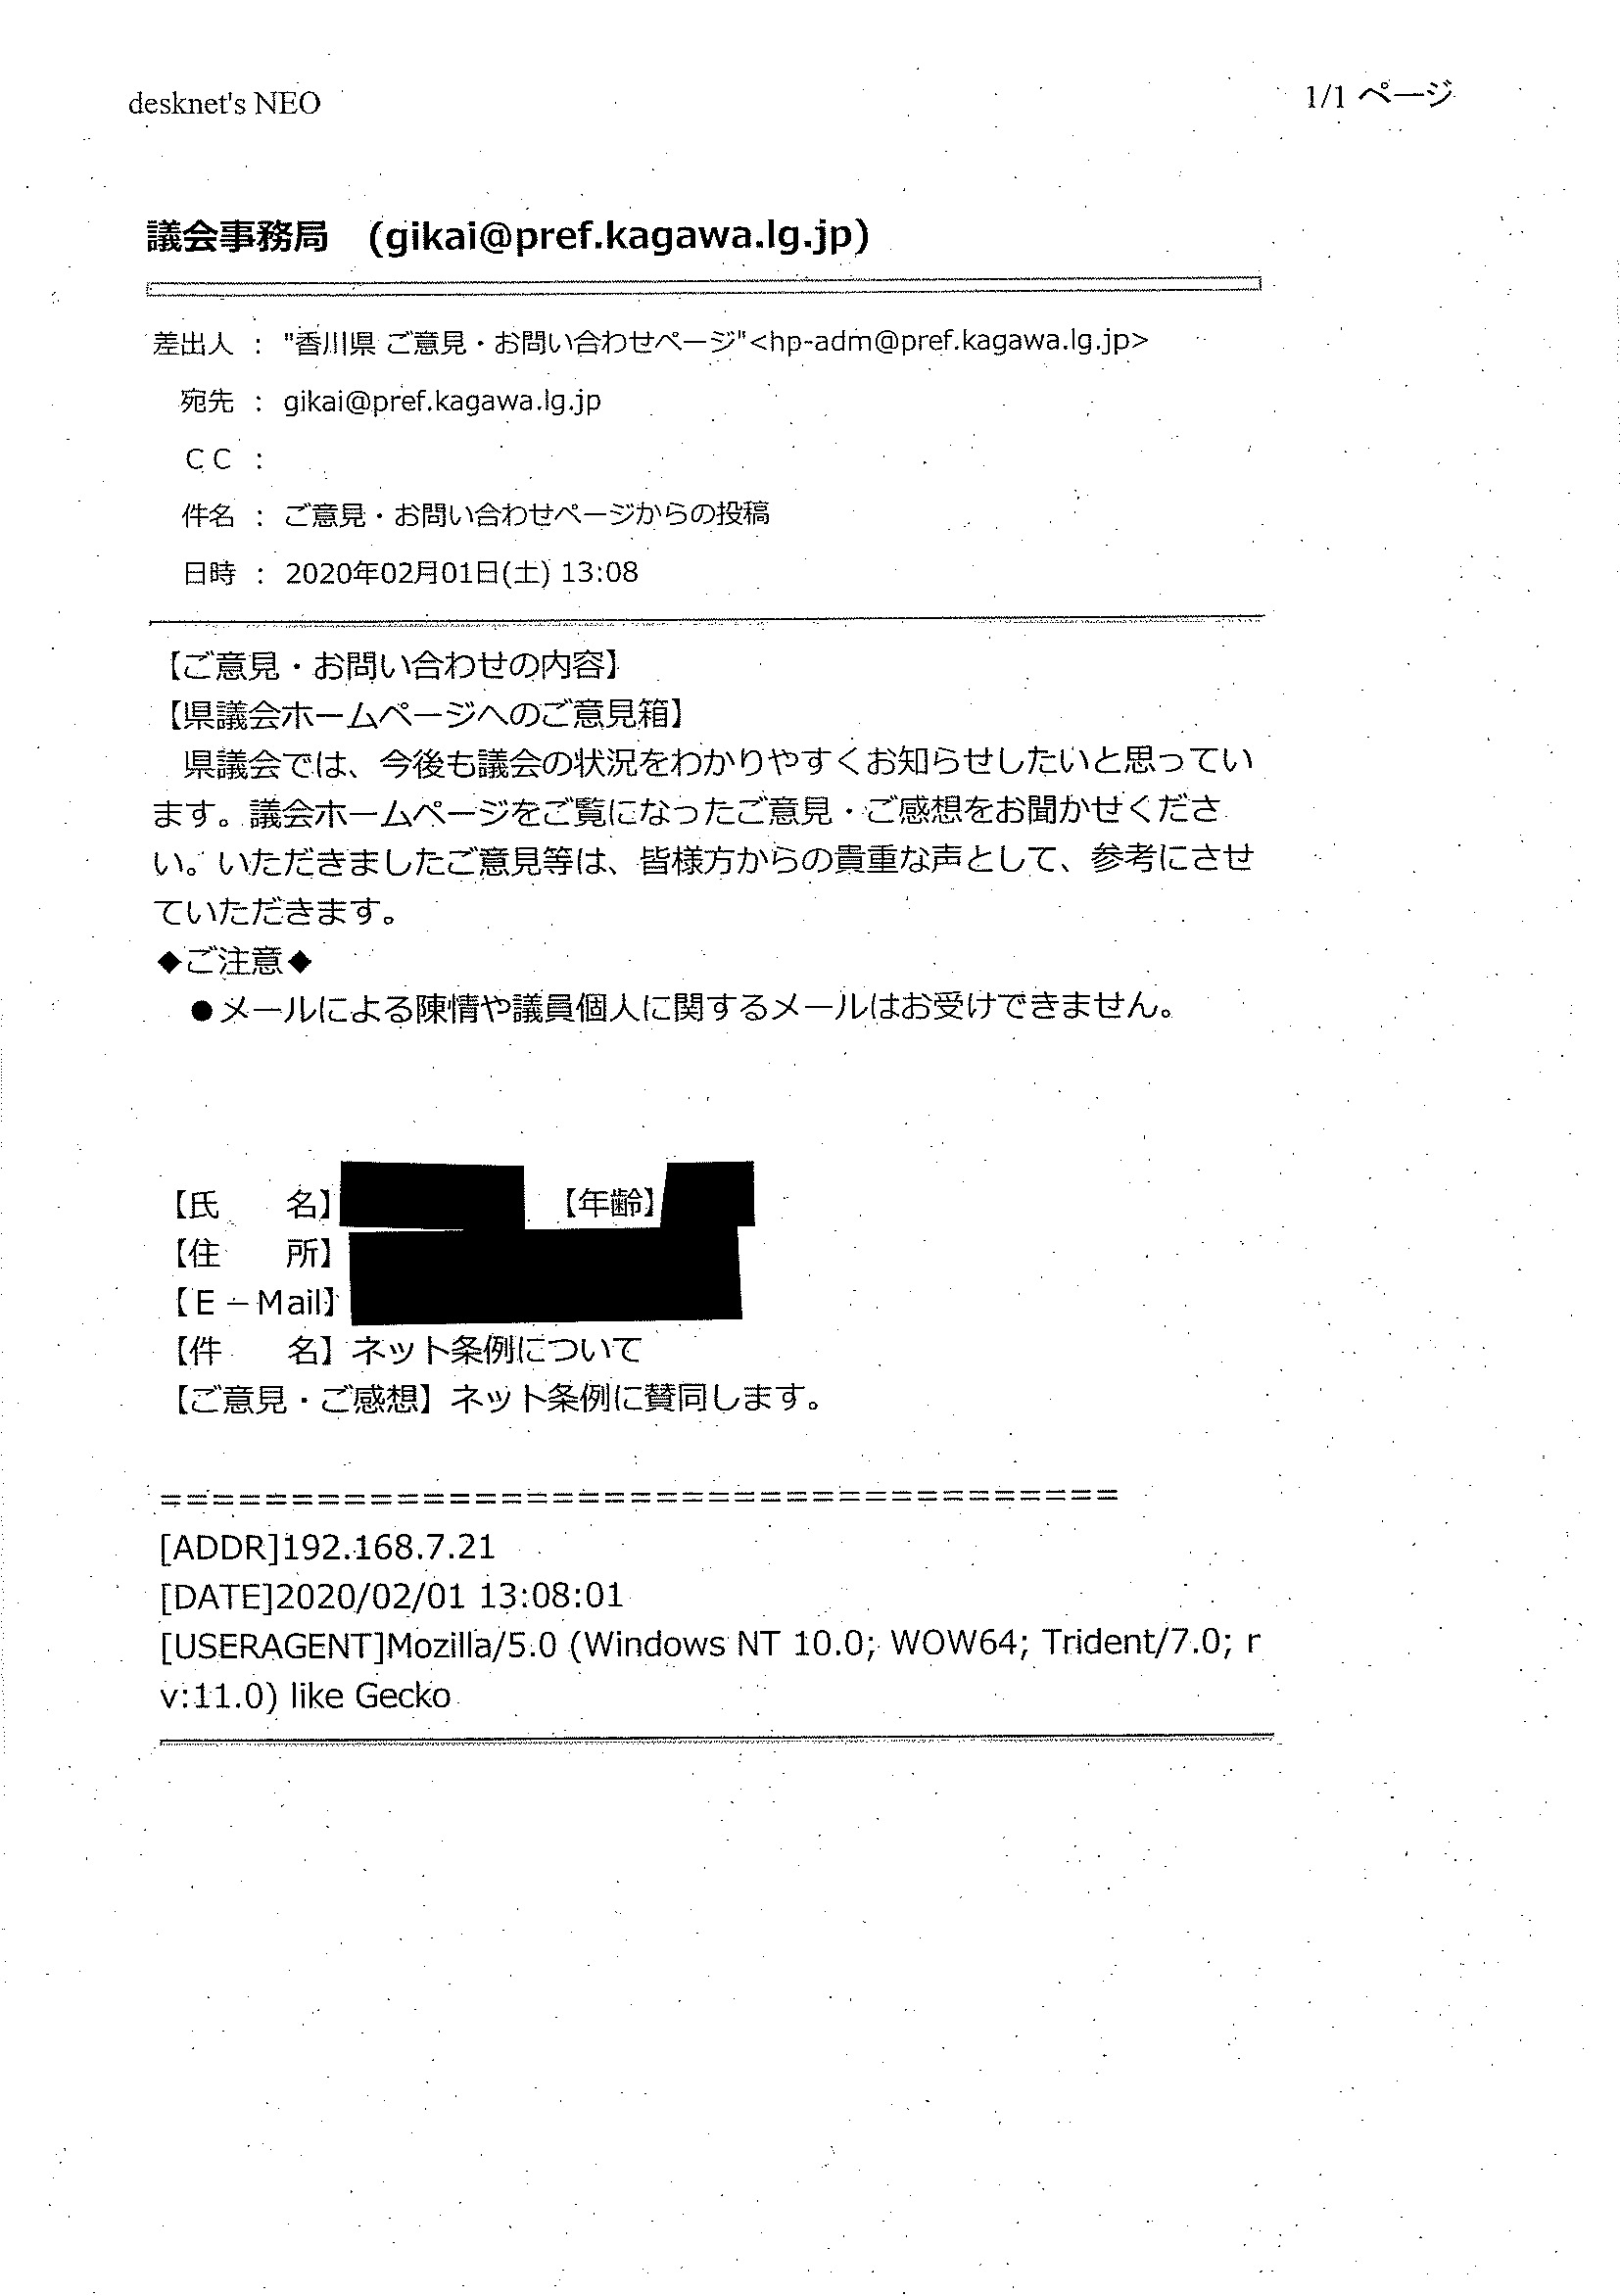 desknet's NEO
1/1 ページ
議会事務局　(gikai@pref.kagawa.lg.jp)
差出人 ： "香川県 ご意見・お問い合わせページ"<hp-adm@pref.kagawa.lg.jp>
宛先 ： gikai@pref.kagawa.lg.jp
ＣＣ ：
件名 ： ご意見・お問い合わせページからの投稿
日時 ： 2020年02月01日(土) 13:08
【ご意見・お問い合わせの内容】
【県議会ホームページへのご意見箱】
　県議会では、今後も議会の状況をわかりやすくお知らせしたいと思ってい
ます。議会ホームページをご覧になったご意見・ご感想をお聞かせくださ
い。いただきましたご意見等は、皆様方からの貴重な声として、参考にさせ
ていただきます。
◆ご注意◆
　●メールによる陳情や議員個人に関するメールはお受けできません。
【氏　　名】　【年齢】
【住　　所】
【Ｅ－Mail】
【件　　名】ネット条例について
【ご意見・ご感想】ネット条例に賛同します。
=====================================
[ADDR]192.168.7.21
[DATE]2020/02/01 13:08:01
[USERAGENT]Mozilla/5.0 (Windows NT 10.0; WOW64; Trident/7.0; r
v:11.0) like Gecko